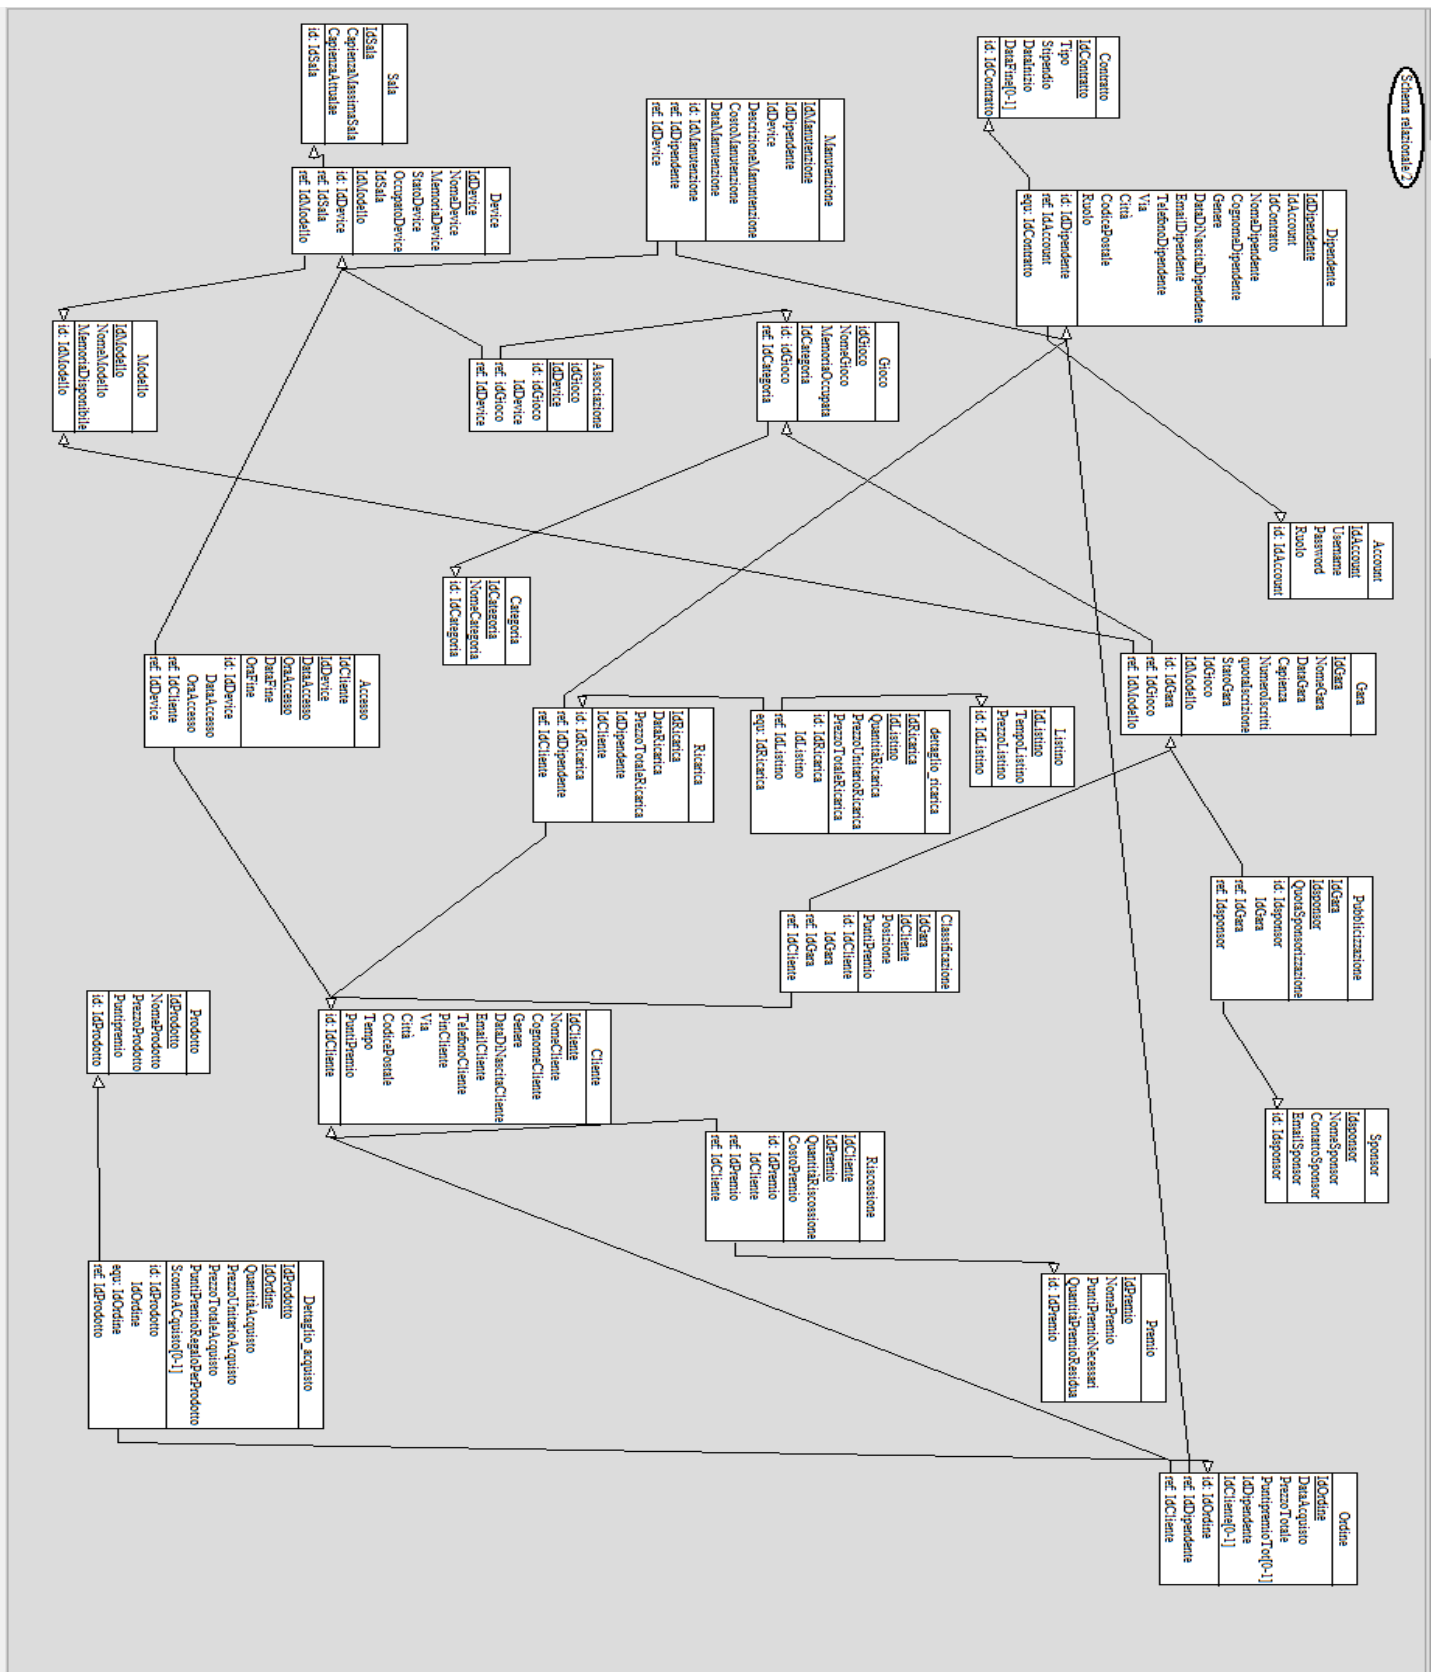 Schema relazionale/2
Contratto
IdContratto
Tipo
Stipendio
DataInizio
DataFine[0-1]
id: IdContratto
Dipendente
IdDipendente
IdAccount
IdContratto
NomeDipendente
CognomeDipendente
Genere
DataDiNascitaDipendente
EmailDipendente
TelefonoDipendente
Via
Città
CodicePostale
Ruolo
id: IdDipendente
ref: IdAccount
equ: IdContratto
Account
IdAccount
Username
Password
Ruolo
id: IdAccount
Gara
IdGara
NomeGara
DataGara
Capienza
NumeroIscritti
quotaIscrizione
StatoGara
IdGioco
IdModello
id: IdGara
ref: IdGioco
ref: IdModello
Pubblicizzazione
IdGara
Idsponsor
QuotaSponsorizzazione
id: Idsponsor
IdGara
ref: IdGara
ref: Idsponsor
Sponsor
Idsponsor
NomeSponsor
ContattoSponsor
EmailSponsor
id: Idsponsor
Ordine
IdOrdine
DataAcquisto
PrezzoTotale
PuntipremioTot[0-1]
IdDipendente
IdCliente[0-1]
id: IdOrdine
ref: IdDipendente
ref: IdCliente
Manutenzione
IdManutenzione
IdDipendente
IdDevice
DescrizioneManuntenzione
CostoManutenzione
DataManutenzione
id: IdManutenzione
ref: IdDipendente
ref: IdDevice
Gioco
idGioco
NomeGioco
MemoriaOccupata
IdCategoria
id: idGioco
ref: IdCategoria
Listino
IdListino
TempoListino
PrezzoListino
id: IdListino
dettaglio_ricarica
IdRicarica
IdListino
QuantitàRicarica
PrezzoUnitarioRicarica
PrezzoTotaleRicarica
id: IdRicarica
IdListino
ref: IdListino
equ: IdRicarica
Classificazione
IdGara
IdCliente
Posizione
PuntiPremio
id: IdCliente
IdGara
ref: IdGara
ref: IdCliente
Riscossione
IdCliente
IdPremio
QuantitàRiscossione
CostoPremio
id: IdPremio
IdCliente
ref: IdPremio
ref: IdCliente
Premio
IdPremio
NomePremio
PuntiPremioNecessari
QuantitàPremioResidua
id: IdPremio
Sala
IdSala
CapienzaMassimaSala
CapienzaAttualae
id: IdSala
Device
IdDevice
NomeDevice
MemoriaDevice
StatoDevice
OccupatoDevice
IdSala
IdModello
id: IdDevice
ref: IdSala
ref: IdModello
Associazione
idGioco
IdDevice
id: idGioco
IdDevice
ref: idGioco
ref: IdDevice
Categoria
IdCategoria
NomeCategoria
id: IdCategoria
Ricarica
IdRicarica
DataRicarica
PrezzoTotaleRicarica
IdDipendente
IdCliente
id: IdRicarica
ref: IdDipendente
ref: IdCliente
Cliente
IdCliente
NomeCliente
CognomeCliente
Genere
DataDiNascitaCliente
EmailCliente
TelefonoCliente
PinCliente
Via
Città
CodicePostale
Tempo
PuntiPremio
id: IdCliente
Modello
IdModello
NomeModello
MemoriaDisponibile
id: IdModello
Accesso
IdCliente
IdDevice
DataAccesso
OraAccesso
DataFine
OraFine
id: IdDevice
DataAccesso
OraAccesso
ref: IdCliente
ref: IdDevice
Prodotto
IdProdotto
NomeProdotto
PrezzoProdotto
Puntipremio
id: IdProdotto
Dettaglio_acquisto
IdProdotto
IdOrdine
QuantitàAcquisto
PrezzoUnitarioAcquisto
PrezzoTotaleAcquisto
PuntiPremioRegaloPerProdotto
ScontoACquisto[0-1]
id: IdProdotto
IdOrdine
equ: IdOrdine
ref: IdProdotto